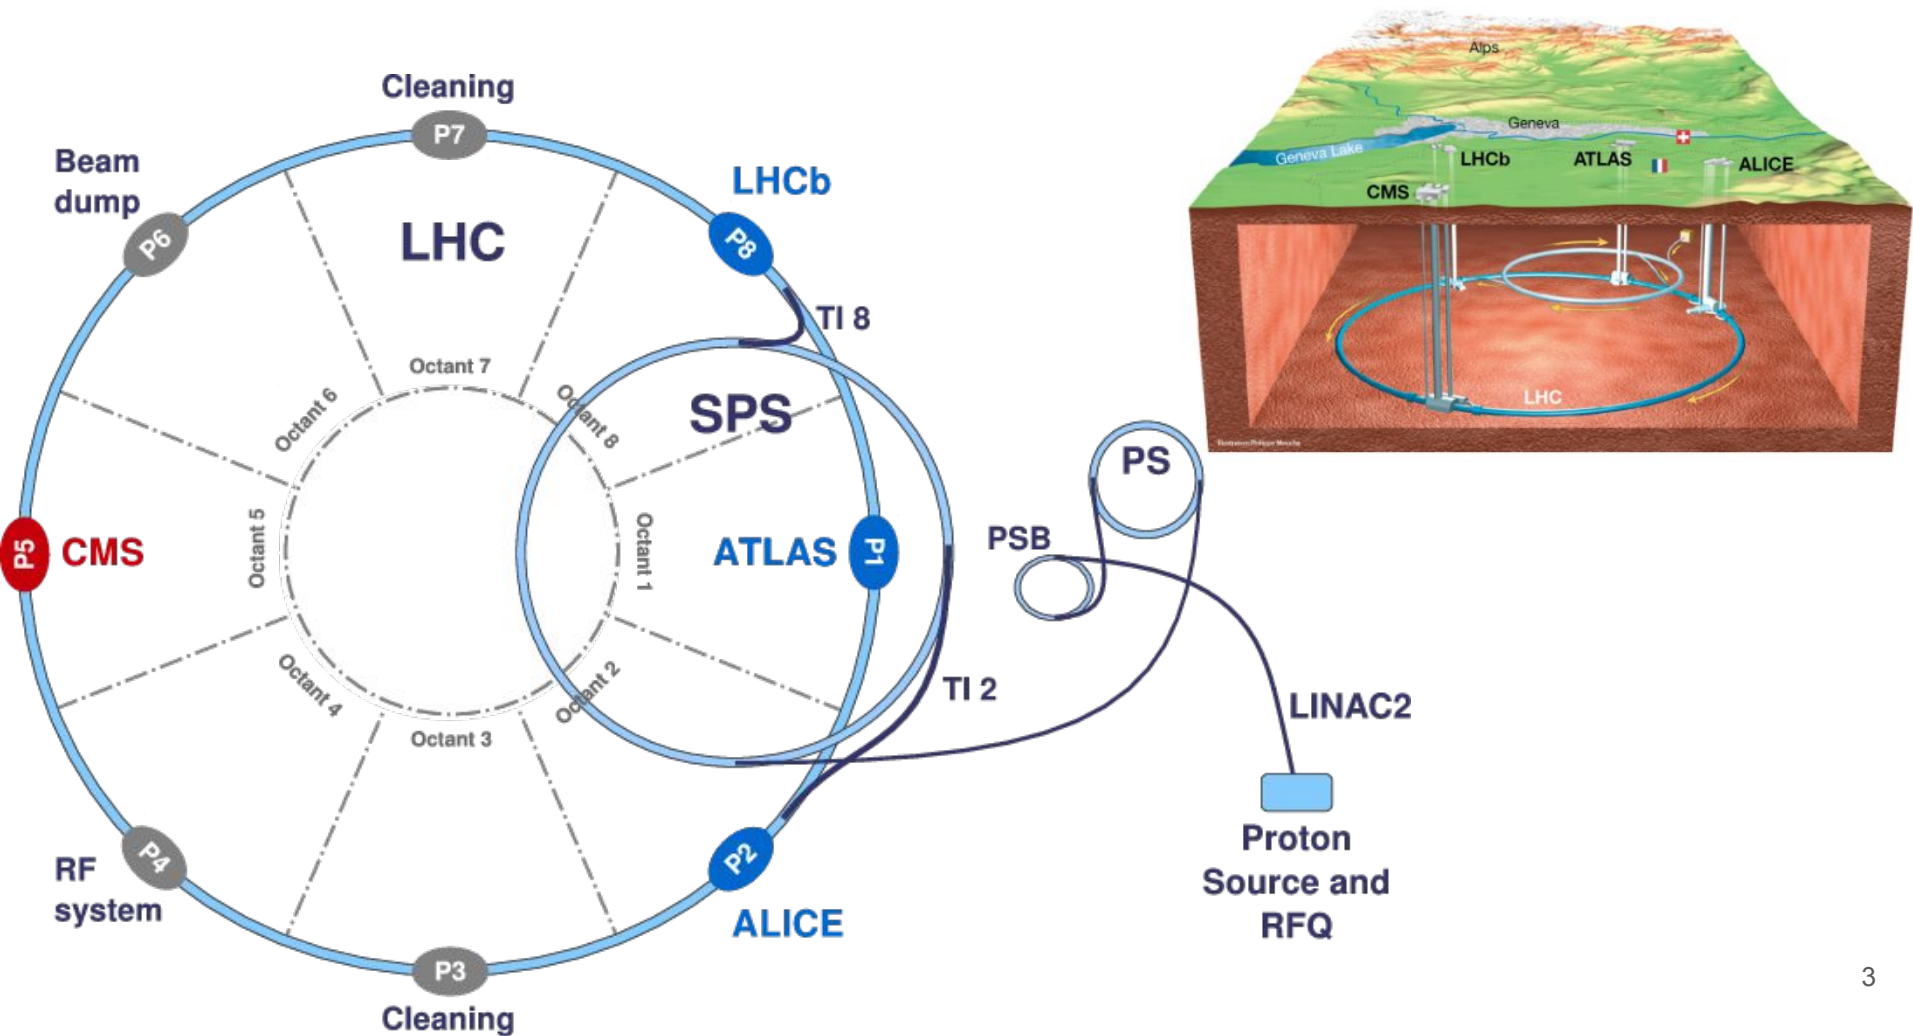 Cleaning
P7
Beam
dump
P6
LHC
LHCb
P8
TI 8
Octant 7
Octant 6
Octant 8
SPS
Octant 5
Octant 1
P5
CMS
ATLAS
P1
Octant 4
Octant 2
Octant 3
TI 2
RF
system
P4
P2
ALICE
P3
Cleaning
PS
PSB
LINAC2
Proton
Source and
RFQ
Alps
Geneva
Geneva Lake
LHCb
ATLAS
ALICE
CMS
LHC
3